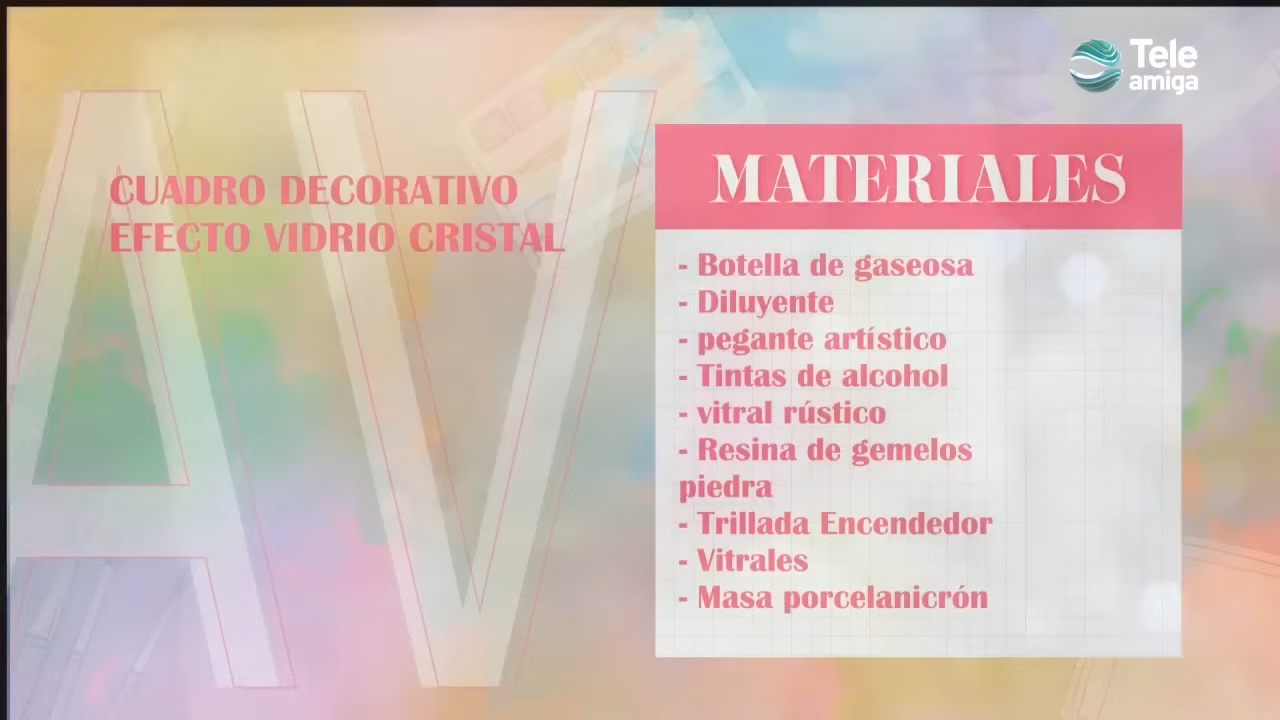 Tele
amiga
AV
CUADRO DECORATIVO
EFECTO VIDRIO CRISTAL
MATERIALES
- Botella de gaseosa
- Diluyente
- pegante artístico
- Tintas de alcohol
- vitral rústico
- Resina de gemelos
piedra
- Trillada Encendedor
- Vitrales
- Masa porcelanicrón